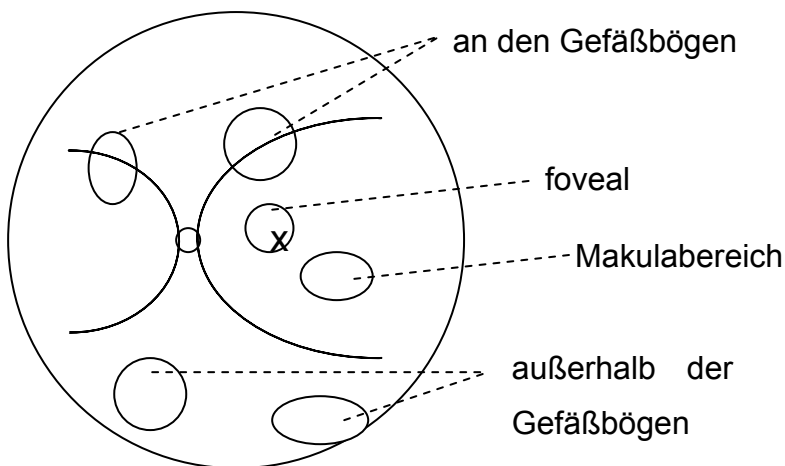 an den Gefäßbögen
foveal
x
Makulabereich
außerhalb der
Gefäßbögen